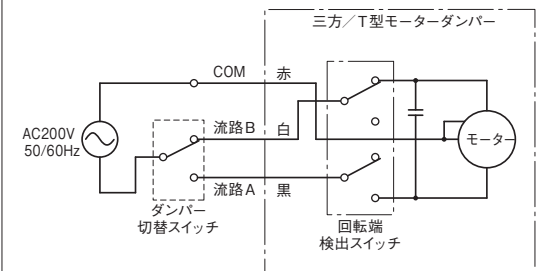 三方／T型モーターダンパー
COM
赤
AC200V
50/60Hz
流路B
白
モーター
流路A
黒
ダンパー
切替スイッチ
回転端
検出スイッチ